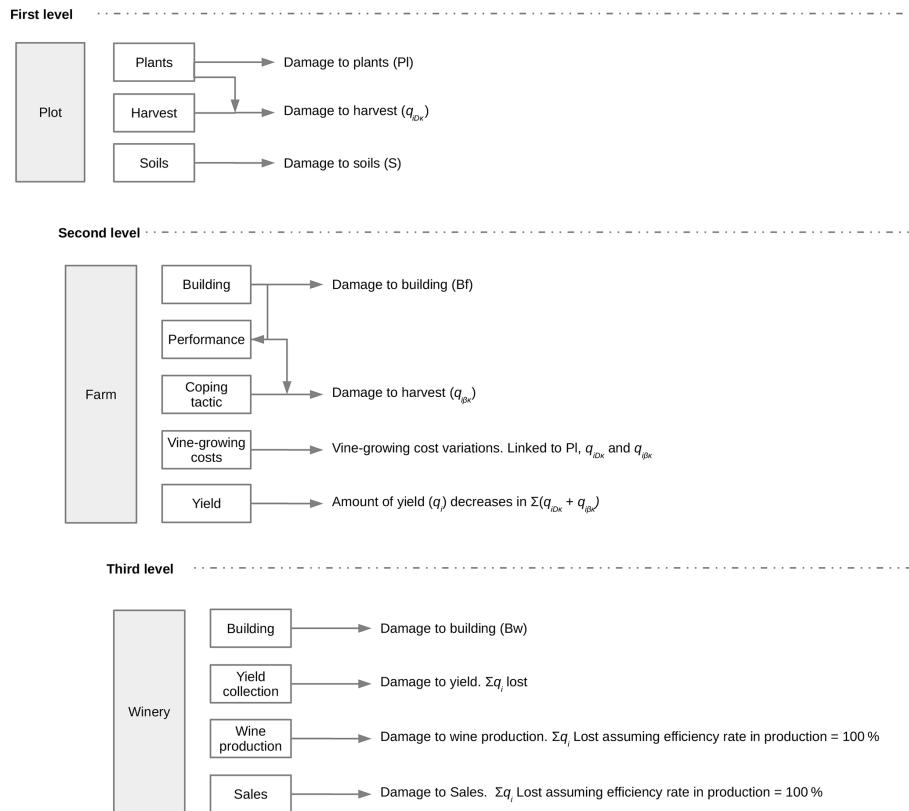 First level
Plot
Plants
Damage to plants (Pl)
Harvest
Damage to harvest (q_iDκ)
Soils
Damage to soils (S)
Second level
Farm
Building
Damage to building (Bf)
Performance
Coping
tactic
Damage to harvest (q_iβκ)
Vine-growing
costs
Vine-growing cost variations. Linked to Pl, q_iDκ and q_iβκ
Yield
Amount of yield (q_i) decreases in Σ(q_iDκ + q_iβκ)
Third level
Winery
Building
Damage to building (Bw)
Yield
collection
Damage to yield. Σq_i lost
Wine
production
Damage to wine production. Σq_i Lost assuming efficiency rate in production = 100 %
Sales
Damage to Sales. Σq_i Lost assuming efficiency rate in production = 100 %